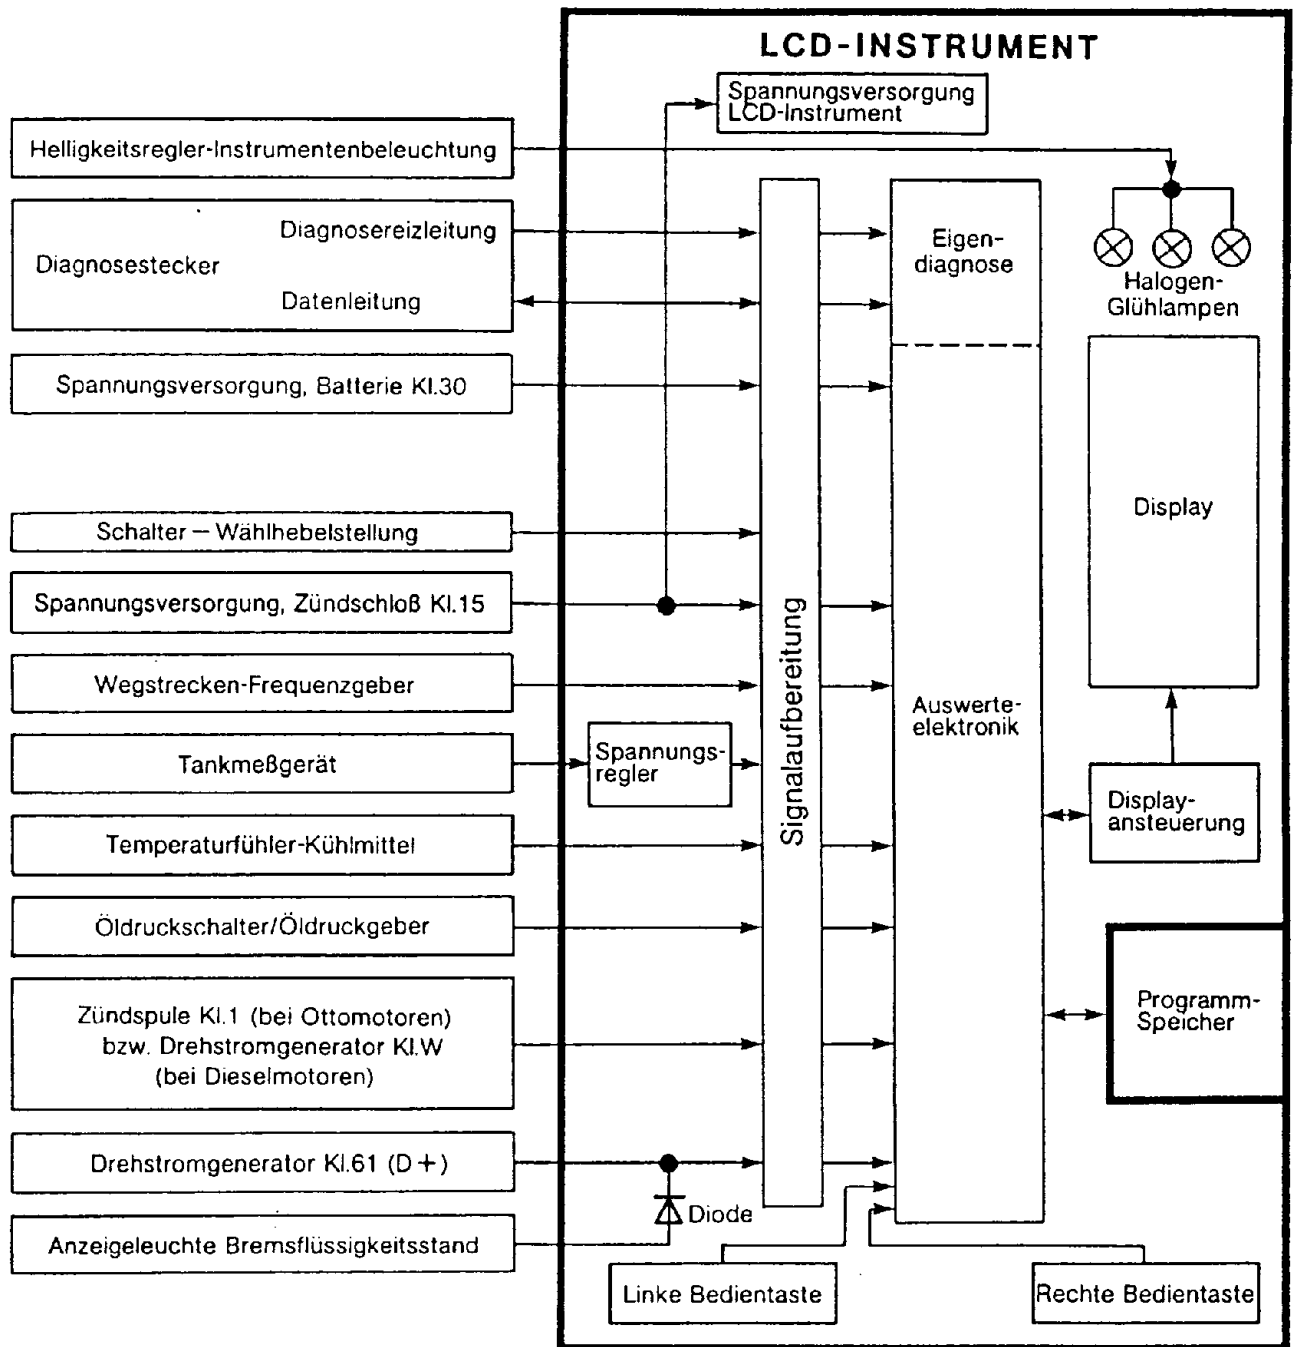 LCD-INSTRUMENT
Spannungsversorgung
LCD-Instrument
Helligkeitsregler-Instrumentenbeleuchtung
Diagnosereizleitung
Diagnosestecker
Datenleitung
Eigen-
diagnose
Halogen-
Glühlampen
Spannungsversorgung, Batterie Kl.30
Display
Schalter – Wählhebelstellung
Spannungsversorgung, Zündschloß Kl.15
Signalaufbereitung
Wegstrecken-Frequenzgeber
Auswerte-
elektronik
Tankmeßgerät
Spannungs-
regler
Display-
ansteuerung
Temperaturfühler-Kühlmittel
Öldruckschalter/Öldruckgeber
Zündspule Kl.1 (bei Ottomotoren)
bzw. Drehstromgenerator Kl.W
(bei Dieselmotoren)
Programm-
Speicher
Drehstromgenerator Kl.61 (D+)
Diode
Anzeigeleuchte Bremsflüssigkeitsstand
Linke Bedientaste
Rechte Bedientaste